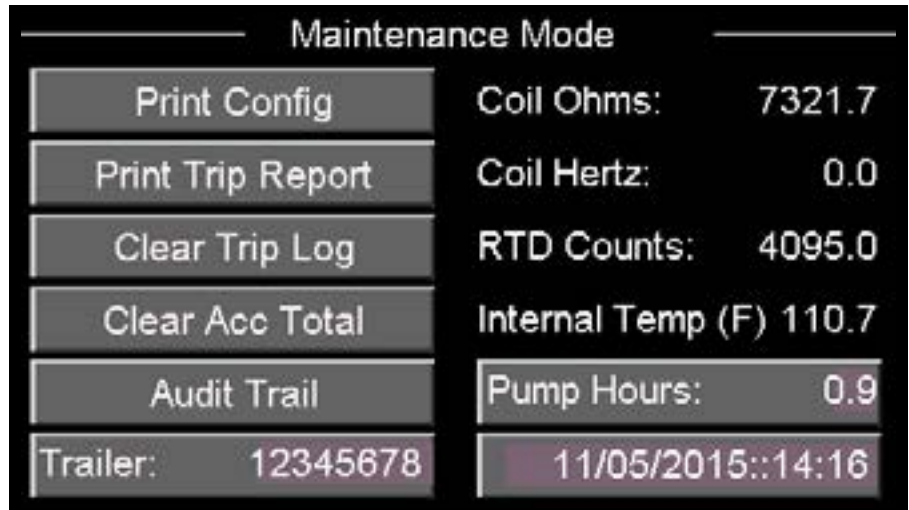 Maintenance Mode
Print Config
Coil Ohms: 7321.7
Print Trip Report
Coil Hertz: 0.0
Clear Trip Log
RTD Counts: 4095.0
Clear Acc Total
Internal Temp (F) 110.7
Audit Trail
Pump Hours: 0.9
Trailer: 12345678
11/05/2015::14:16